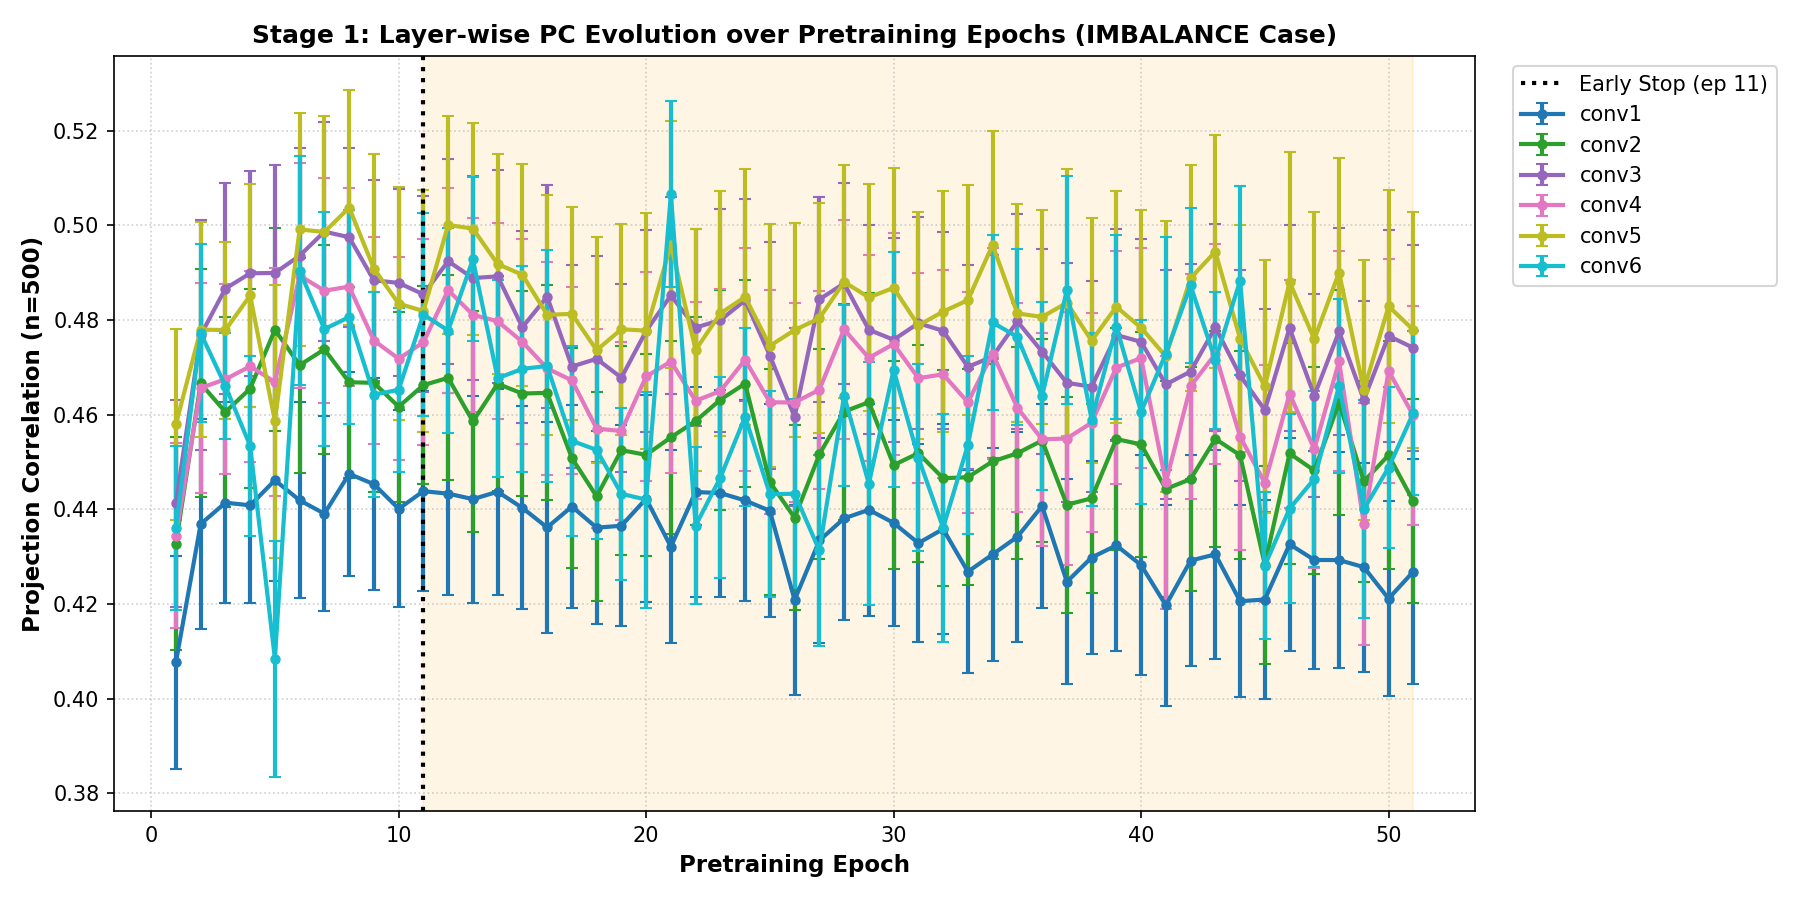 Stage 1: Layer-wise PC Evolution over Pretraining Epochs (IMBALANCE Case)
Projection Correlation (n=500)
0.52
0.50
0.48
0.46
0.44
0.42
0.40
0.38
0 10 20 30 40 50
Pretraining Epoch
Early Stop (ep 11)
conv1
conv2
conv3
conv4
conv5
conv6